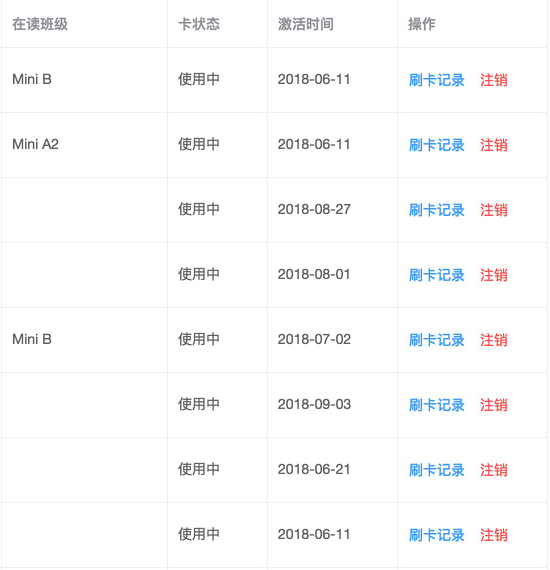 在读班级 卡状态 激活时间 操作
Mini B 使用中 2018-06-11 刷卡记录 注销
Mini A2 使用中 2018-06-11 刷卡记录 注销
使用中 2018-08-27 刷卡记录 注销
使用中 2018-08-01 刷卡记录 注销
Mini B 使用中 2018-07-02 刷卡记录 注销
使用中 2018-09-03 刷卡记录 注销
使用中 2018-06-21 刷卡记录 注销
使用中 2018-06-11 刷卡记录 注销